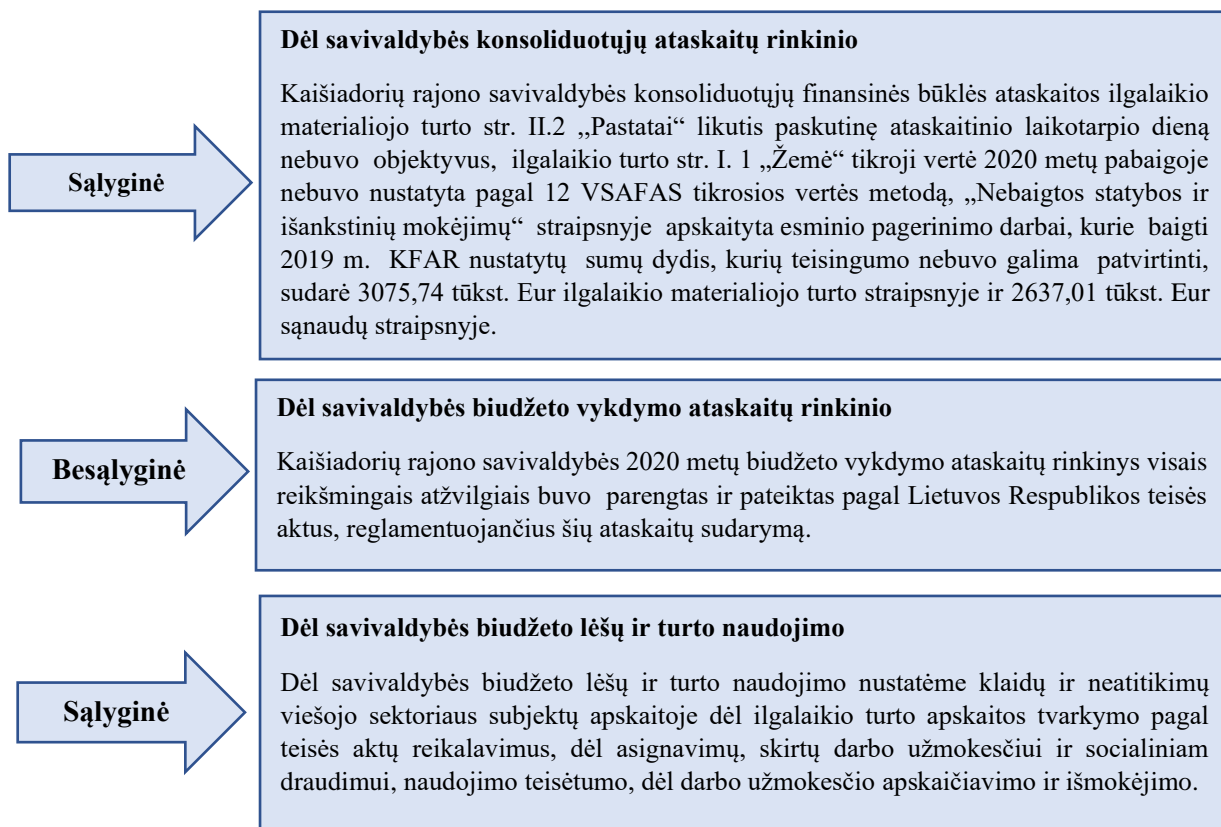 Dėl savivaldybės konsoliduotųjų ataskaitų rinkinio
Sąlyginė
Kaišiadorių rajono savivaldybės konsoliduotųjų finansinės būklės ataskaitos ilgalaikio
materialiojo turto str. II.2 „Pastatai“ likutis paskutinę ataskaitinio laikotarpio dieną
nebuvo objektyvus, ilgalaikio turto str. I. 1 „Žemė“ tikroji vertė 2020 metų pabaigoje
nebuvo nustatyta pagal 12 VSAFAS tikrosios vertės metodą, „Nebaigtos statybos ir
išankstinių mokėjimų“ straipsnyje apskaityta esminio pagerinimo darbai, kurie baigti
2019 m. KFAR nustatytų sumų dydis, kurių teisingumo nebuvo galima patvirtinti,
sudarė 3075,74 tūkst. Eur ilgalaikio materialiojo turto straipsnyje ir 2637,01 tūkst. Eur
sąnaudų straipsnyje.
Dėl savivaldybės biudžeto vykdymo ataskaitų rinkinio
Besąlyginė
Kaišiadorių rajono savivaldybės 2020 metų biudžeto vykdymo ataskaitų rinkinys visais
reikšmingais atžvilgiais buvo parengtas ir pateiktas pagal Lietuvos Respublikos teisės
aktus, reglamentuojančius šių ataskaitų sudarymą.
Dėl savivaldybės biudžeto lėšų ir turto naudojimo
Sąlyginė
Dėl savivaldybės biudžeto lėšų ir turto naudojimo nustatėme klaidų ir neatitikimų
viešojo sektoriaus subjektų apskaitoje dėl ilgalaikio turto apskaitos tvarkymo pagal
teisės aktų reikalavimus, dėl asignavimų, skirtų darbo užmokesčiui ir socialiniam
draudimui, naudojimo teisėtumo, dėl darbo užmokesčio apskaičiavimo ir išmokėjimo.